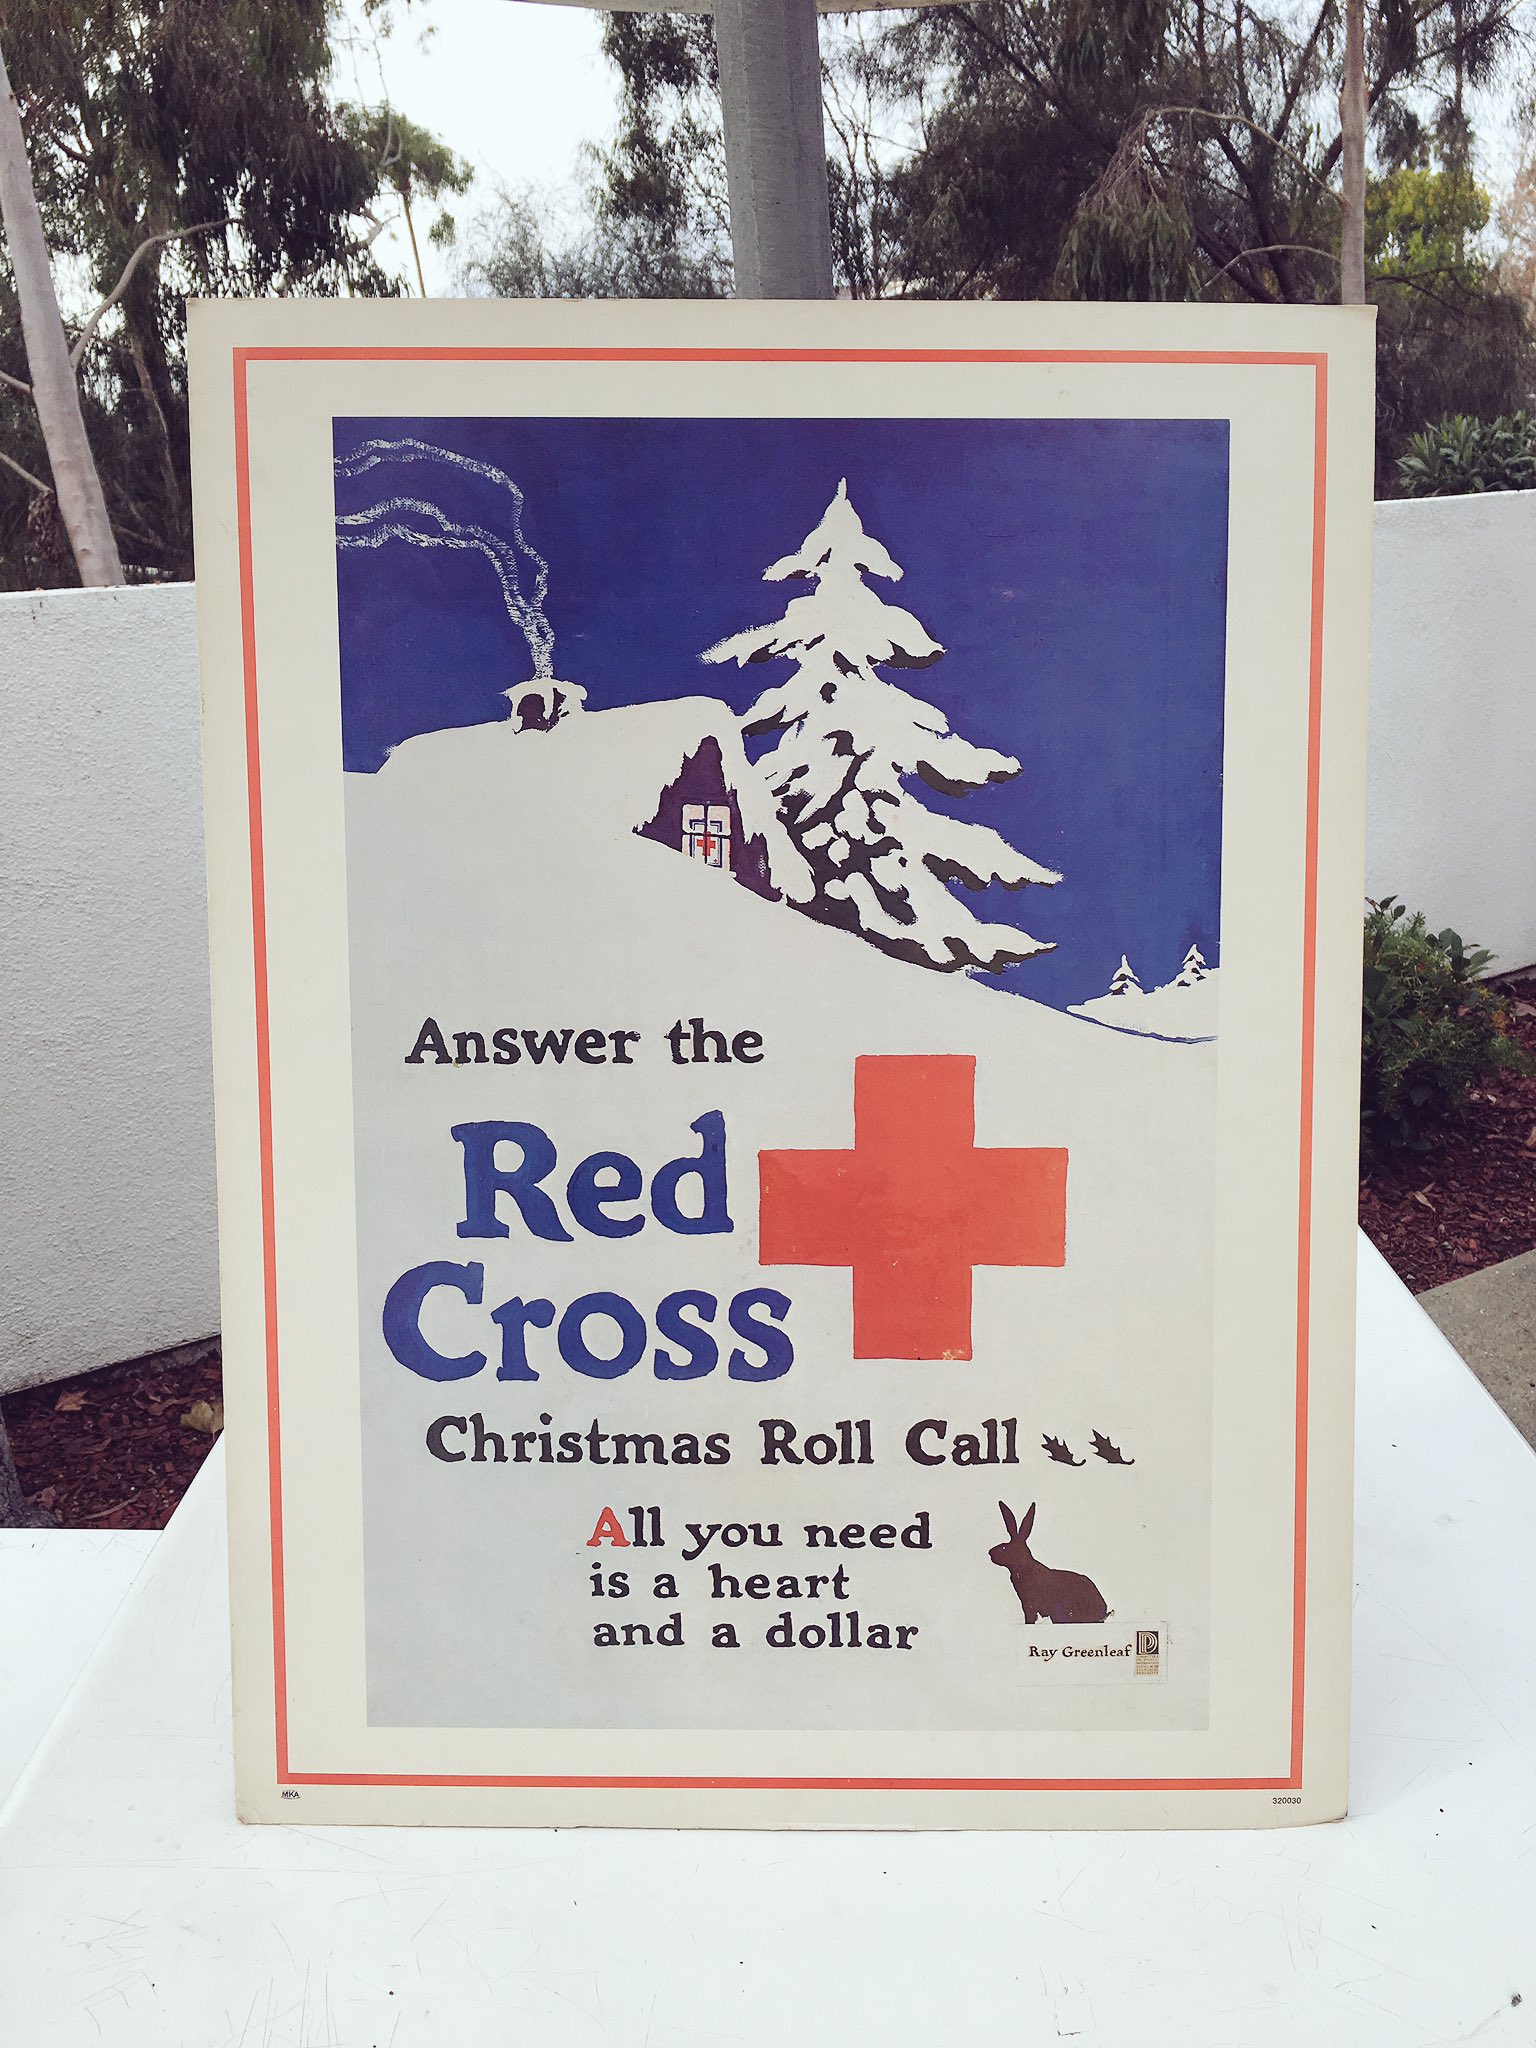 Answer the
Red
Cross
Christmas Roll Call
All you need
is a heart
and a dollar
Ray Greenleaf
MKA
320030